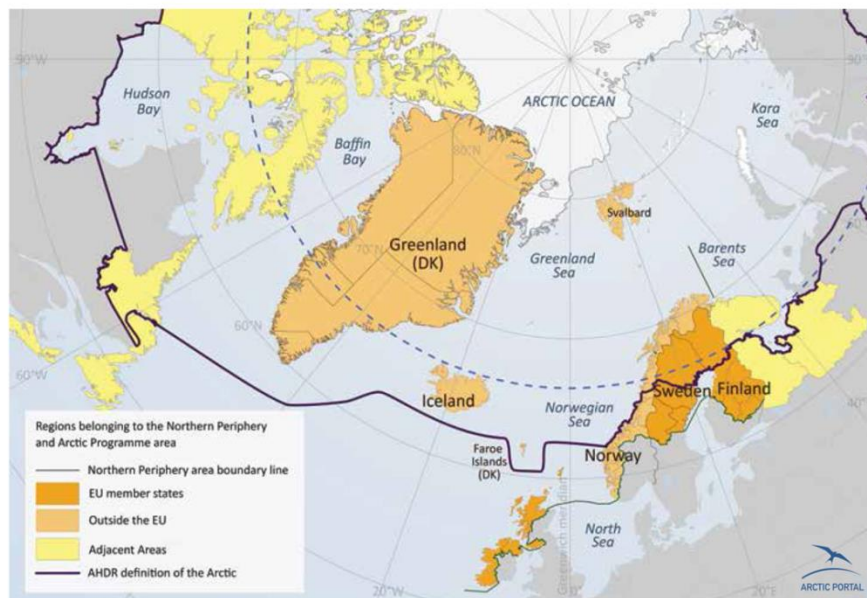 90°W
Hudson
Bay
Baffin
Bay
ARCTIC OCEAN
Kara
Sea
80°N
Svalbard
70°N
Greenland
(DK)
Greenland
Sea
Barents
Sea
60°N
60°W
Iceland
Norwegian
Sea
Sweden
Finland
40°
Faroe
Islands
(DK)
Norway
North
Sea
Greenwich meridian
20°W
0°
20°E
Regions belonging to the Northern Periphery
and Arctic Programme area
Northern Periphery area boundary line
EU member states
Outside the EU
Adjacent Areas
AHDR definition of the Arctic
ARCTIC PORTAL